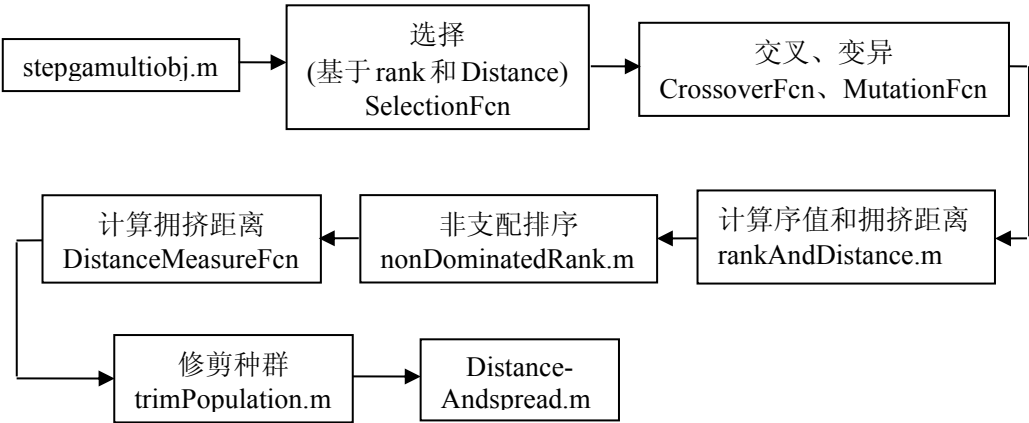 stepgamultiobj.m
选择
(基于 rank 和 Distance)
SelectionFcn
交叉、变异
CrossoverFcn、MutationFcn
计算序值和拥挤距离
rankAndDistance.m
非支配排序
nonDominatedRank.m
计算拥挤距离
DistanceMeasureFcn
修剪种群
trimPopulation.m
Distance-
Andspread.m